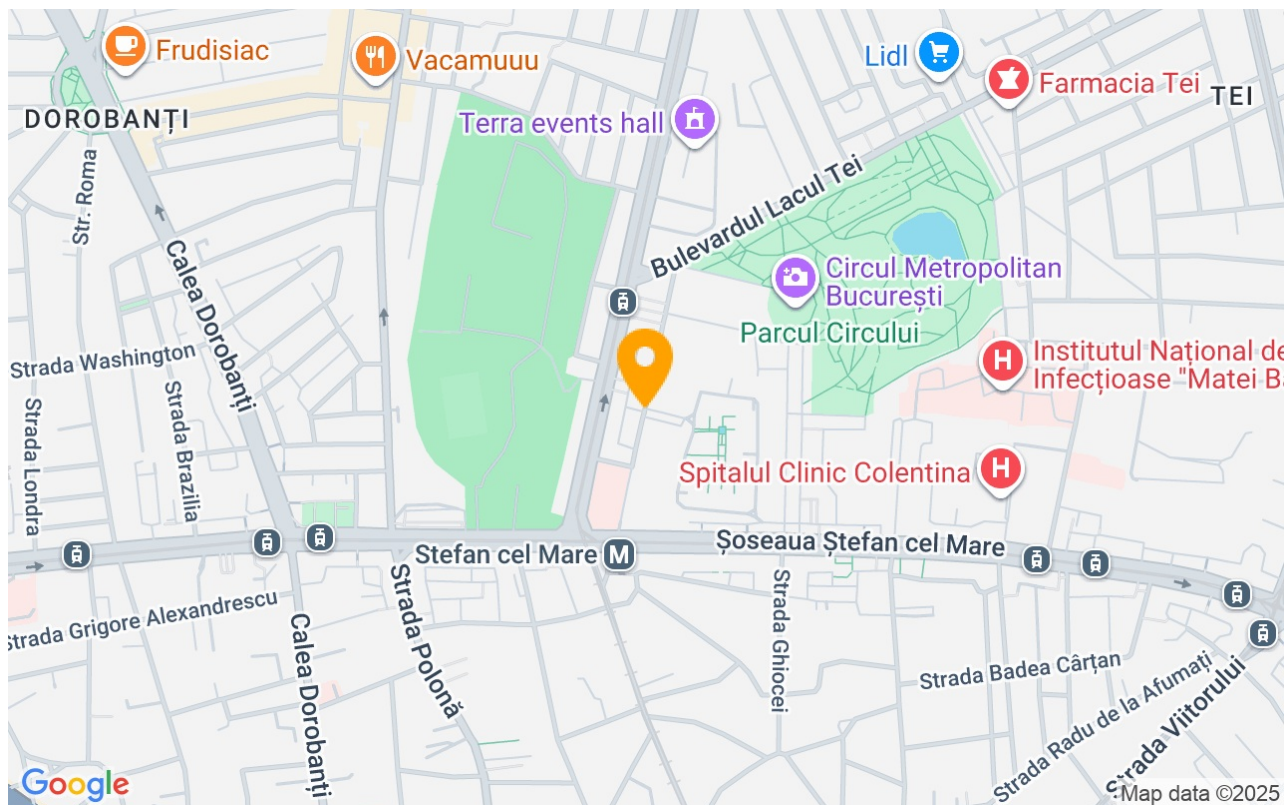 Frudisiac
Vacamuuu
Lidl
Farmacia Tei
TEI
DOROBANȚI
Terra events hall
Str. Roma
Bulevardul Lacul Tei
Calea Dorobanți
Circul Metropolitan
București
Parcul Circului
Strada Washington
Institutul Național de
Infecțioase "Matei B
Strada Londra
Strada Brazilia
Spitalul Clinic Colentina
H
H
Ștefan cel Mare
M
Șoseaua Ștefan cel Mare
Strada Grigore Alexandrescu
Calea Dorobanți
Strada Polonă
Strada Ghiocei
Strada Badea Cârțan
Strada Radu de la Afumați
Strada Viitorului
Google
Map data ©2025